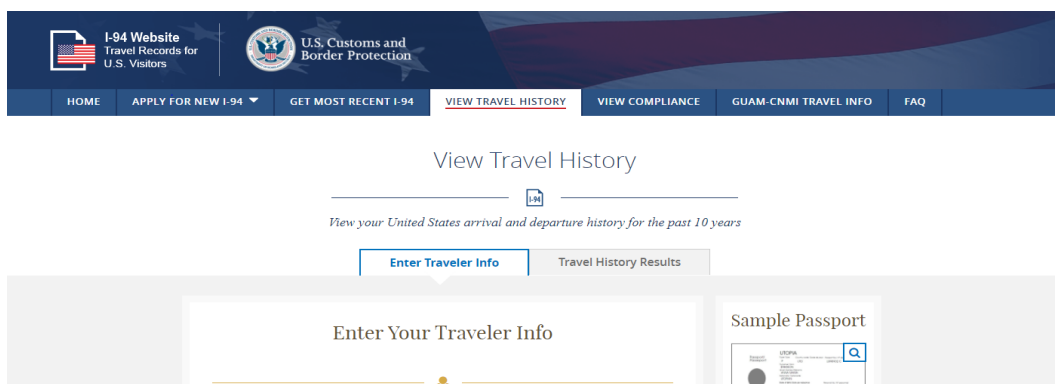 I-94 Website
Travel Records for
U.S. Visitors
U.S. Customs and
Border Protection
HOME APPLY FOR NEW I-94 GET MOST RECENT I-94 VIEW TRAVEL HISTORY VIEW COMPLIANCE GUAM-CNMI TRAVEL INFO FAQ
View Travel History
I-94
View your United States arrival and departure history for the past 10 years
Enter Traveler Info Travel History Results
Enter Your Traveler Info
Sample Passport
UTOPIA